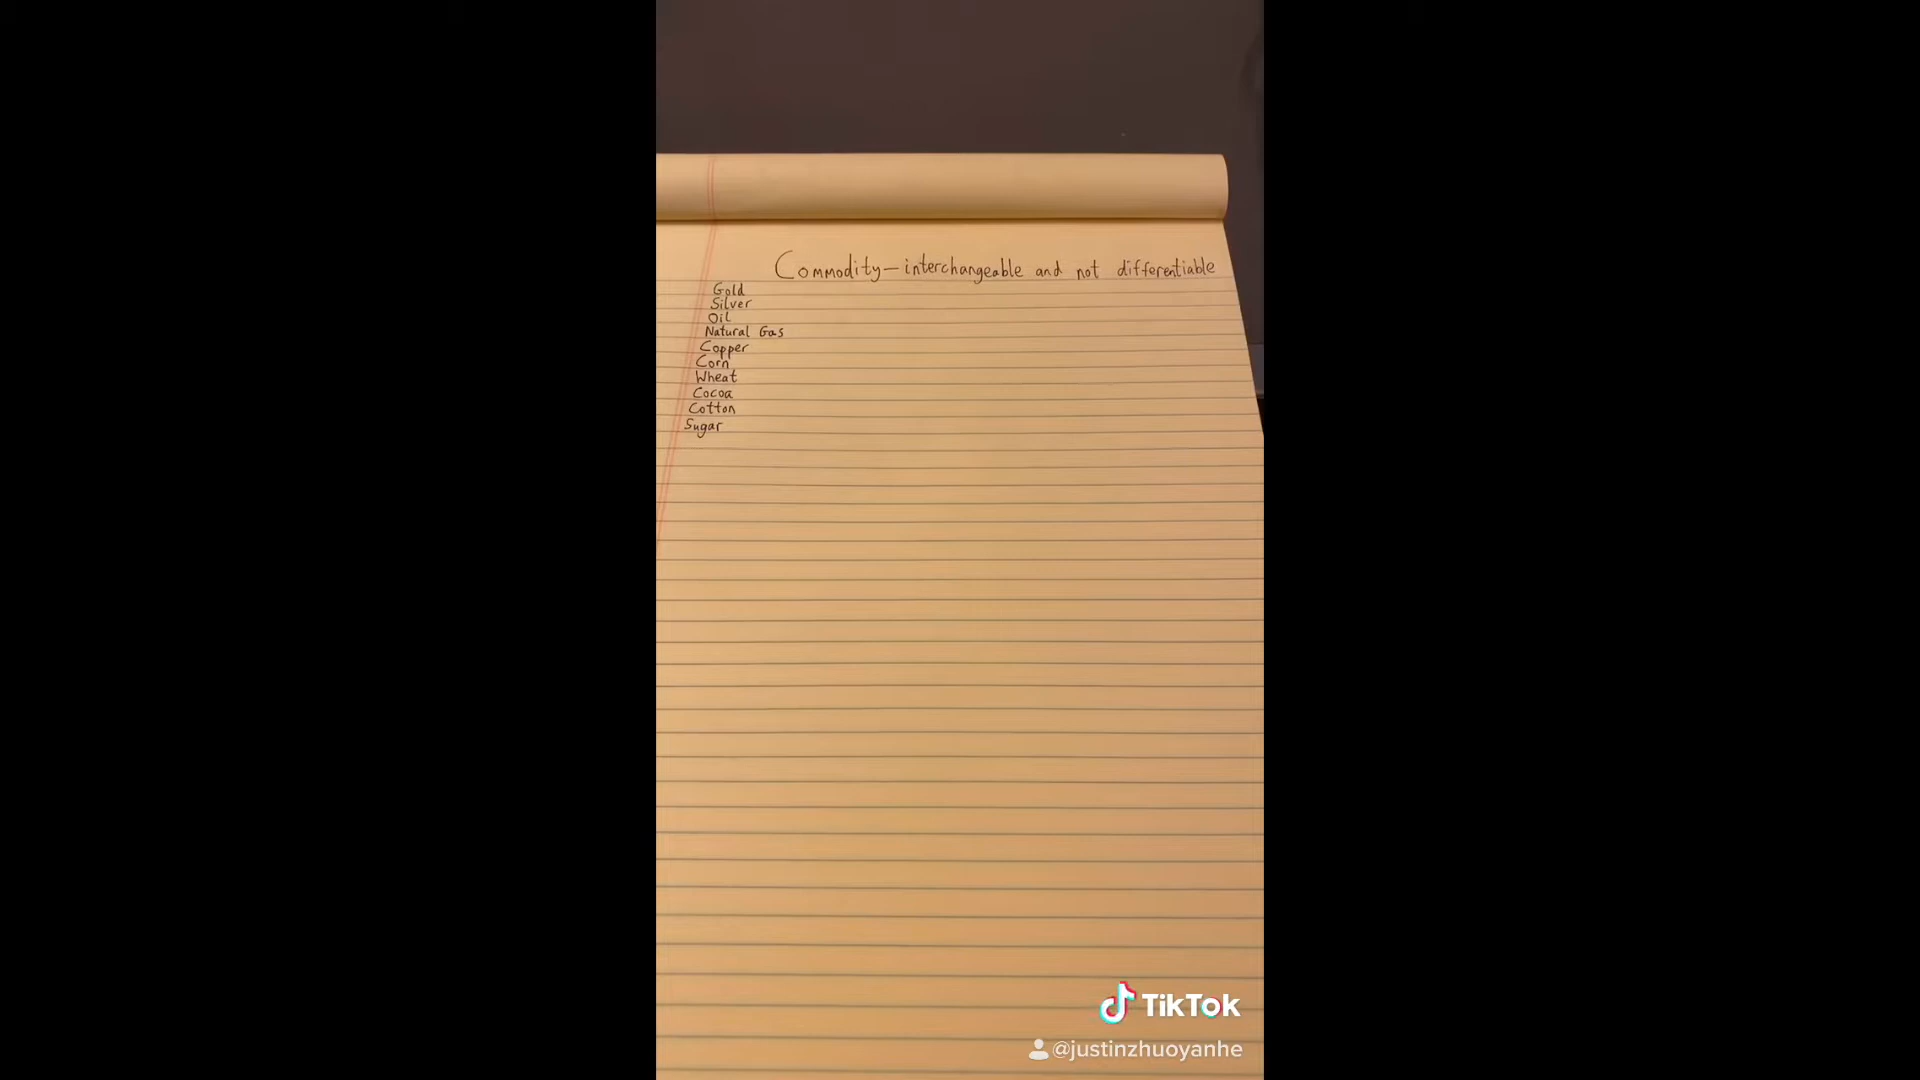 Commodity—interchangeable and not differentiable
Gold
Silver
Oil
Natural Gas
Copper
Corn
Wheat
Cocoa
Cotton
Sugar
TikTok
@justinzhuoyanhe